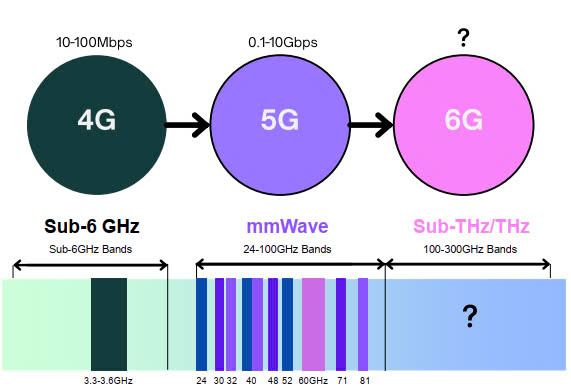 ?
10-100Mbps
0.1-10Gbps
4G
5G
6G
Sub-6 GHz
mmWave
Sub-THz/THz
Sub-6GHz Bands
24-100GHz Bands
100-300GHz Bands
?
3.3-3.6GHz
24
30
32
40
48
52
60GHz
71
81